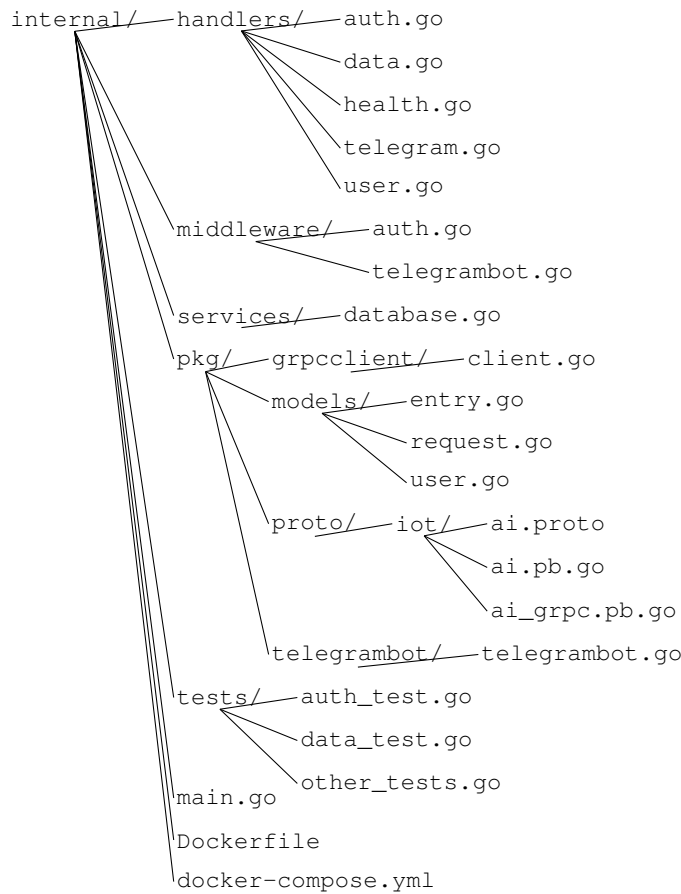 internal/ handlers/ auth.go
data.go
health.go
telegram.go
user.go
middleware/ auth.go
telegrambot.go
services/ database.go
pkg/ grpcclient/ client.go
models/ entry.go
request.go
user.go
proto/ iot/ ai.proto
ai.pb.go
ai_grpc.pb.go
telegrambot/ telegrambot.go
tests/ auth_test.go
data_test.go
other_tests.go
main.go
Dockerfile
docker-compose.yml